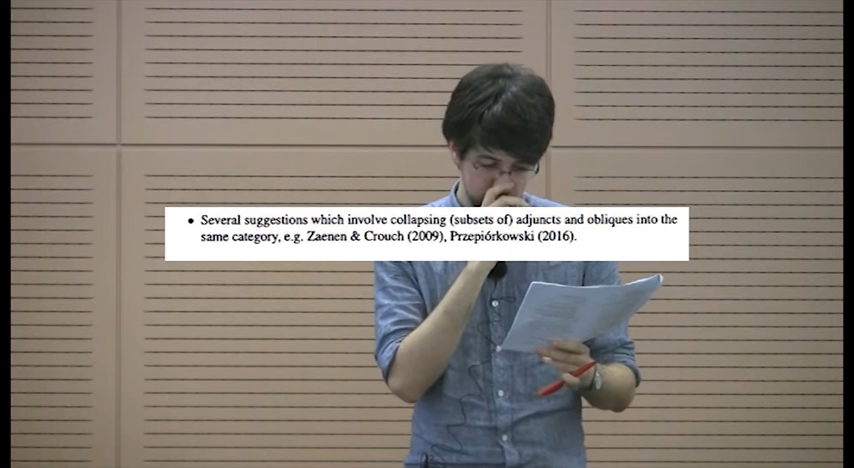 • Several suggestions which involve collapsing (subsets of) adjuncts and obliques into the
same category, e.g. Zaenen & Crouch (2009), Przepiórkowski (2016).